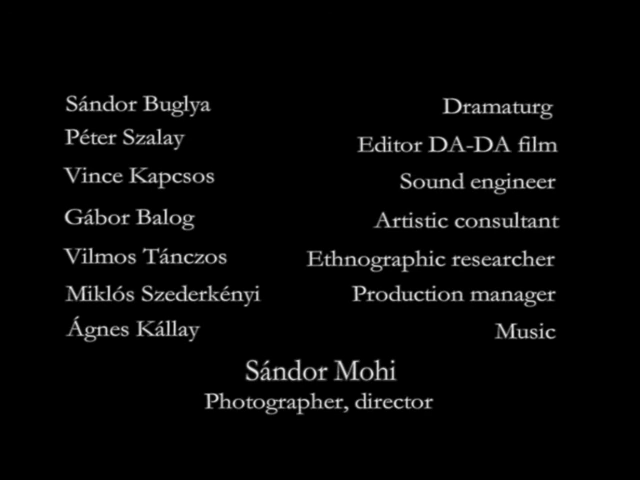 Sándor Buglya Dramaturg
Péter Szalay Editor DA-DA film
Vince Kapcsos Sound engineer
Gábor Balog Artistic consultant
Vilmos Tánczos Ethnographic researcher
Miklós Szederkényi Production manager
Ágnes Kállay Music
Sándor Mohi
Photographer, director